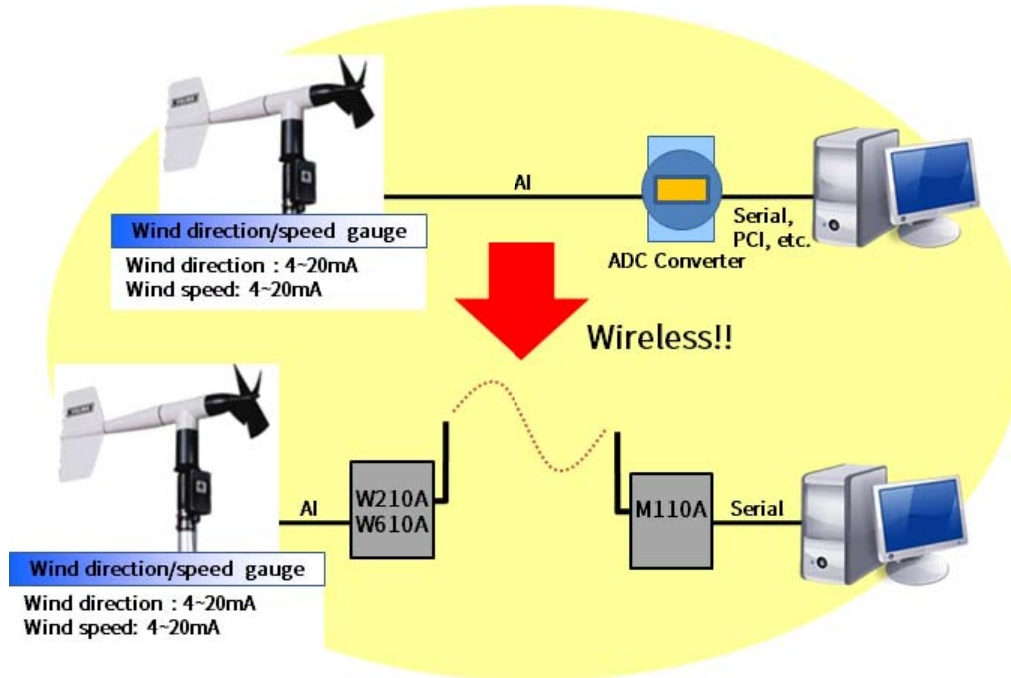 AI
Serial,
PCI, etc.
ADC Converter
Wind direction/speed gauge
Wind direction : 4~20mA
Wind speed: 4~20mA
Wireless!!
AI
W210A
W610A
M110A
Serial
Wind direction/speed gauge
Wind direction : 4~20mA
Wind speed: 4~20mA